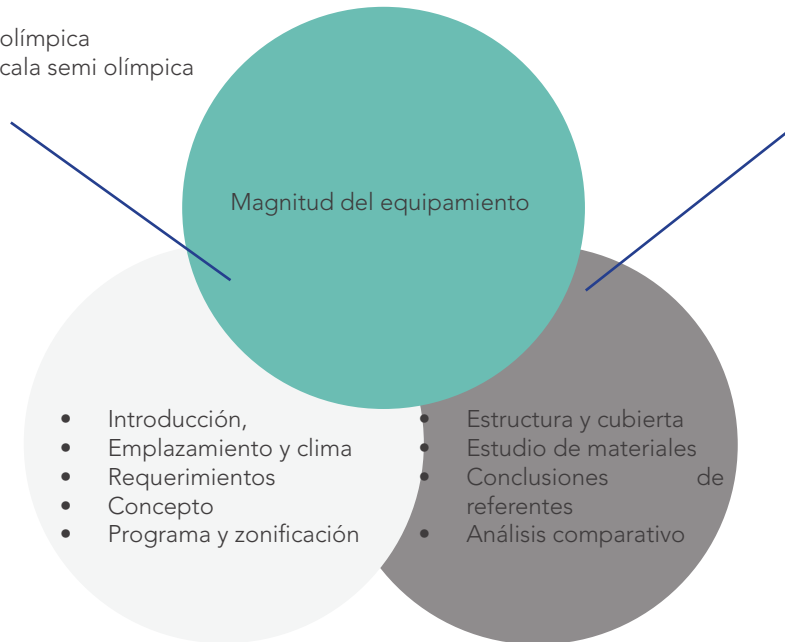 olímpica
cala semi olímpica
Magnitud del equipamiento
• Introducción,
• Emplazamiento y clima
• Requerimientos
• Concepto
• Programa y zonificación
• Estructura y cubierta
• Estudio de materiales
• Conclusiones de
referentes
• Análisis comparativo